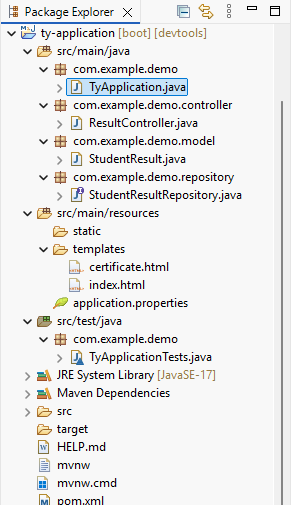 Package Explorer
ty-application [boot] [devtools]
src/main/java
com.example.demo
TyApplication.java
com.example.demo.controller
ResultController.java
com.example.demo.model
StudentResult.java
com.example.demo.repository
StudentResultRepository.java
src/main/resources
static
templates
certificate.html
index.html
application.properties
src/test/java
com.example.demo
TyApplicationTests.java
JRE System Library [JavaSE-17]
Maven Dependencies
src
target
HELP.md
mvnw
mvnw.cmd
pom.xml